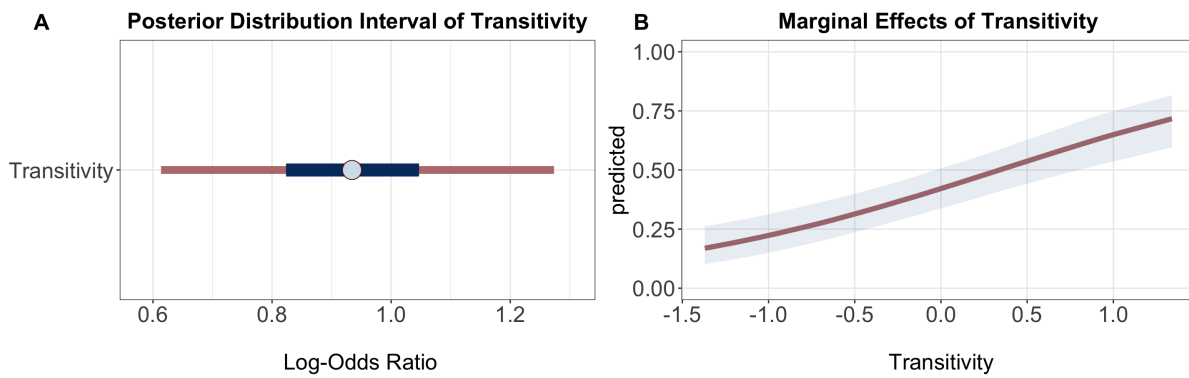 A
Posterior Distribution Interval of Transitivity
Transitivity
0.6 0.8 1.0 1.2
Log-Odds Ratio
B
Marginal Effects of Transitivity
predicted
1.00
0.75
0.50
0.25
0.00
-1.5 -1.0 -0.5 0.0 0.5 1.0
Transitivity